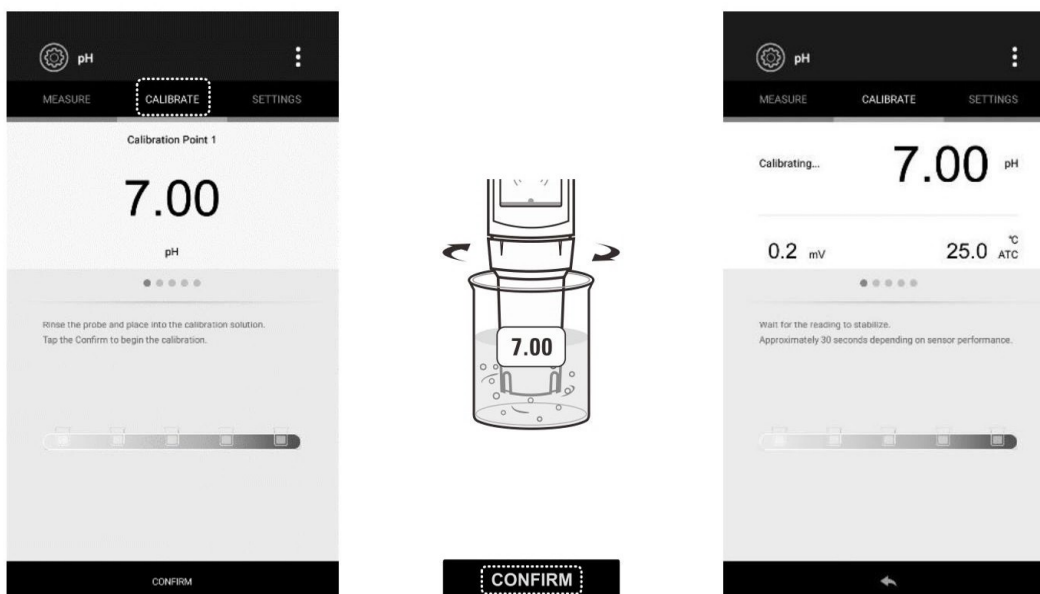 pH
MEASURE CALIBRATE SETTINGS
Calibration Point 1
7.00
pH
Rinse the probe and place into the calibration solution.
Tap the Confirm to begin the calibration.
CONFIRM
7.00
CONFIRM
pH
MEASURE CALIBRATE SETTINGS
Calibrating... 7.00 pH
0.2 mV 25.0 °C ATC
Wait for the reading to stabilize.
Approximately 30 seconds depending on sensor performance.